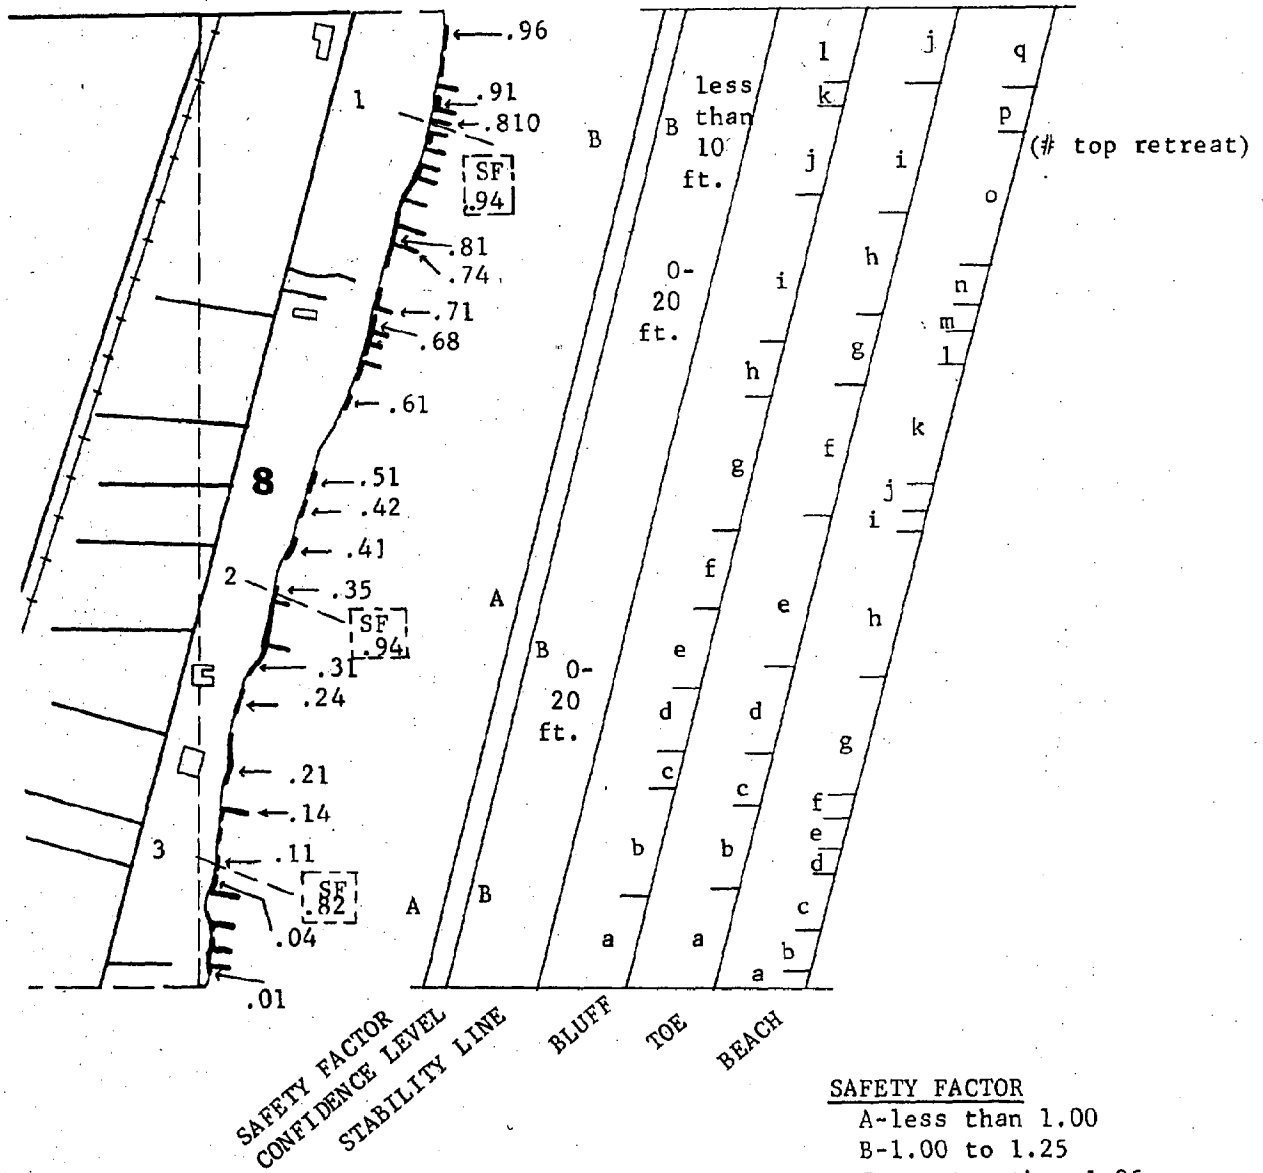 .96
.91
.810
SF
.94
.81
.74
.71
.68
.61
.51
.42
.41
.35
SF
.94
.31
.24
.21
.14
.11
SF
.82
.04
.01
1
8
2
3
B
A
A
B
B
B
less
than
10
ft.
0-
20
ft.
0-
20
ft.
l
k
j
i
h
g
f
e
d
c
b
a
j
i
h
g
f
e
d
c
b
a
q
p
(# top retreat)
o
n
m
l
k
j
i
h
g
f
e
d
c
b
a
SAFETY FACTOR
CONFIDENCE LEVEL
STABILITY LINE
BLUFF
TOE
BEACH
SAFETY FACTOR
A-less than 1.00
B-1.00 to 1.25